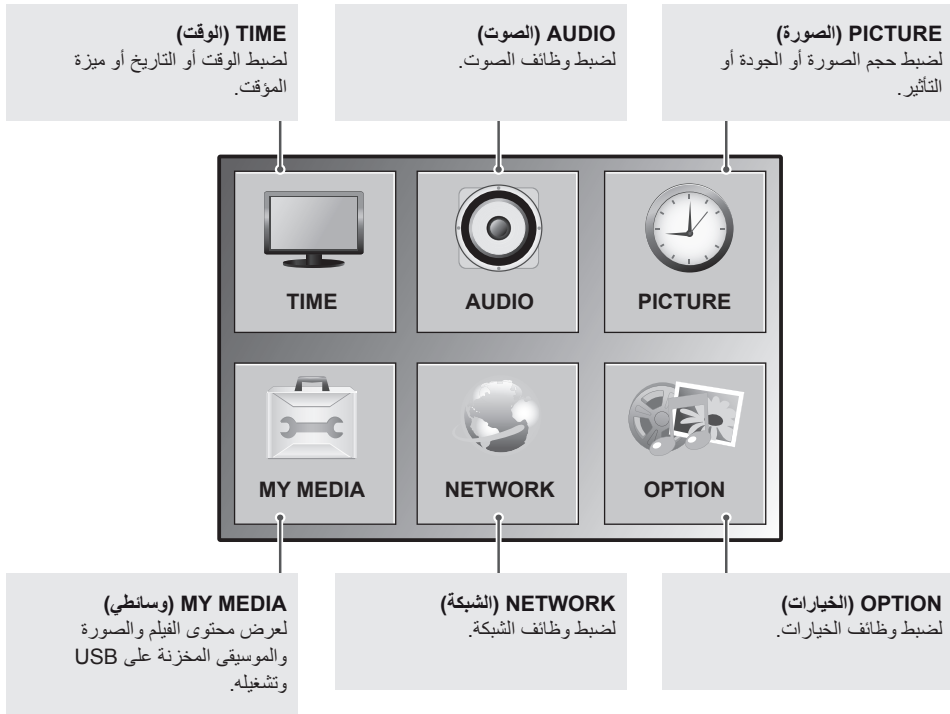 PICTURE (الصورة)
لضبط حجم الصورة أو الجودة أو
التأثير.
AUDIO (الصوت)
لضبط وظائف الصوت.
TIME (الوقت)
لضبط الوقت أو التاريخ أو ميزة
المؤقت.
PICTURE
AUDIO
TIME
OPTION
NETWORK
MY MEDIA
OPTION (الخيارات)
لضبط وظائف الخيارات.
NETWORK (الشبكة)
لضبط وظائف الشبكة.
MY MEDIA (وسائطي)
لعرض محتوى الفيلم والصورة
والموسيقى المخزنة على USB
وتشغيله.